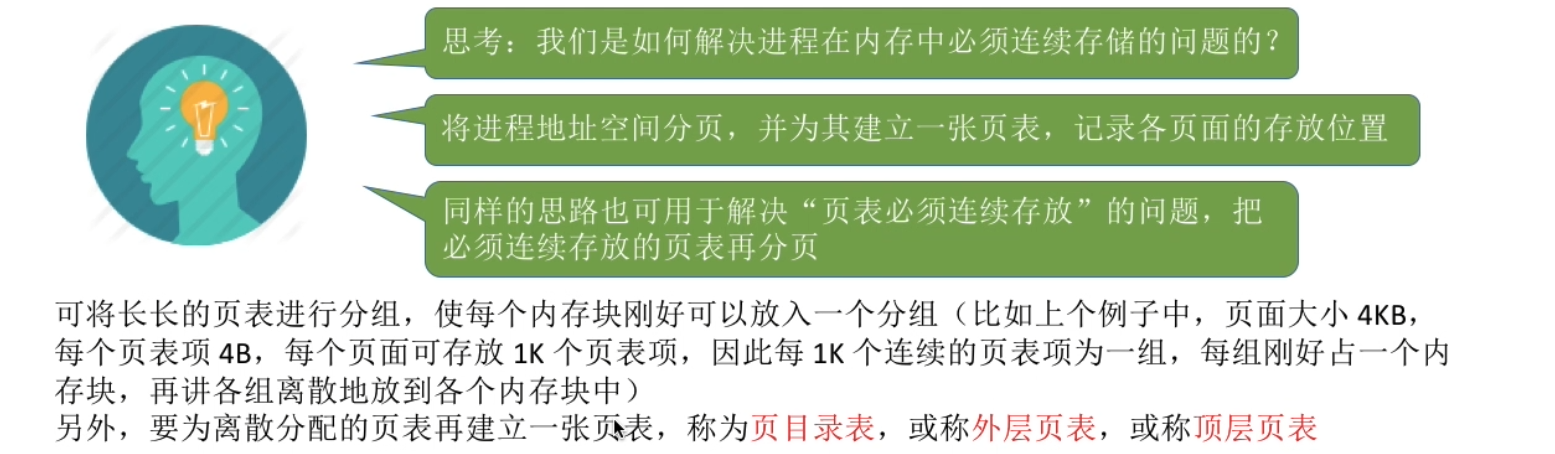 思考：我们是如何解决进程在内存中必须连续存储的问题的？
将进程地址空间分页，并为其建立一张页表，记录各页面的存放位置
同样的思路也可用于解决“页表必须连续存放”的问题，把
必须连续存放的页表再分页
可将长长的页表进行分组，使每个内存块刚好可以放入一个分组（比如上个例子中，页面大小 4KB，
每个页表项 4B，每个页面可存放 1K 个页表项，因此每 1K 个连续的页表项为一组，每组刚好占一个内
存块，再讲各组离散地放到各个内存块中）
另外，要为离散分配的页表再建立一张页表，称为页目录表，或称外层页表，或称顶层页表